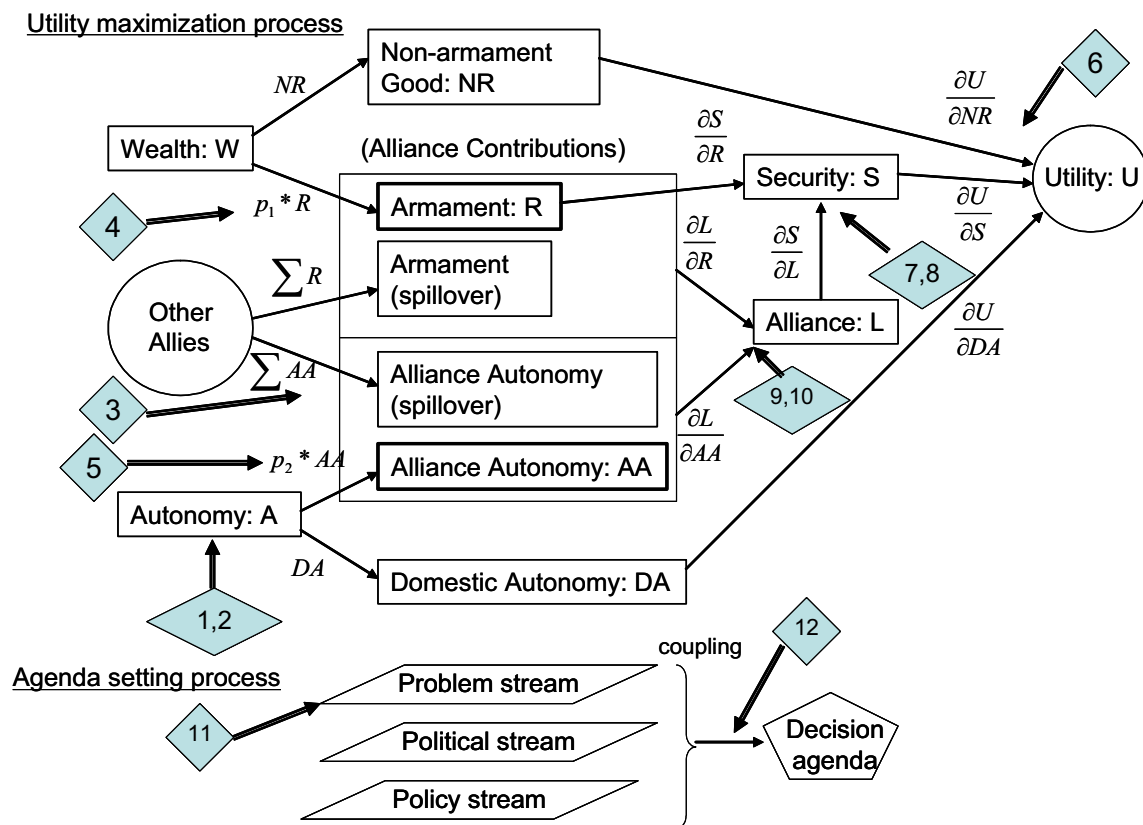 Utility maximization process
Non-armament
Good: NR
6
NR
∂U
∂NR
Wealth: W
(Alliance Contributions)
∂S
∂R
Security: S
Utility: U
4
p₁ * R
Armament: R
∂L
∂R
∂S
∂L
∂U
∂S
7,8
∑ R
Armament
(spillover)
Other
Allies
Alliance: L
∂U
∂DA
∑ AA
Alliance Autonomy
(spillover)
3
9,10
∂L
∂AA
5
p₂ * AA
Alliance Autonomy: AA
Autonomy: A
DA
Domestic Autonomy: DA
1,2
12
coupling
Agenda setting process
Problem stream
11
Political stream
Decision
agenda
Policy stream